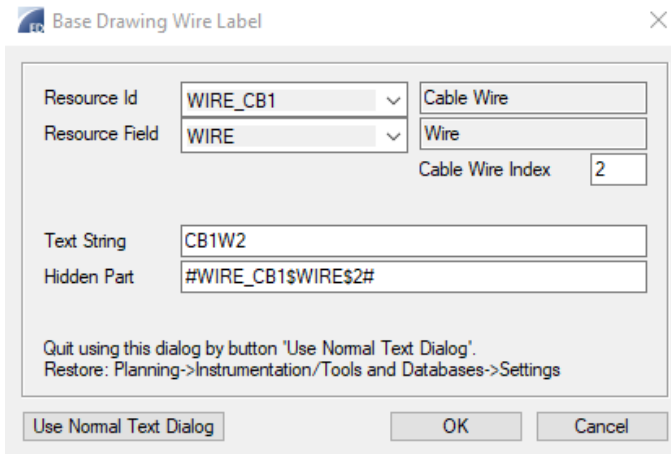 ED Base Drawing Wire Label
Resource Id WIRE_CB1 Cable Wire
Resource Field WIRE Wire
Cable Wire Index 2
Text String CB1W2
Hidden Part #WIRE_CB1$WIRE$2#
Quit using this dialog by button 'Use Normal Text Dialog'.
Restore: Planning->Instrumentation/Tools and Databases->Settings
Use Normal Text Dialog OK Cancel